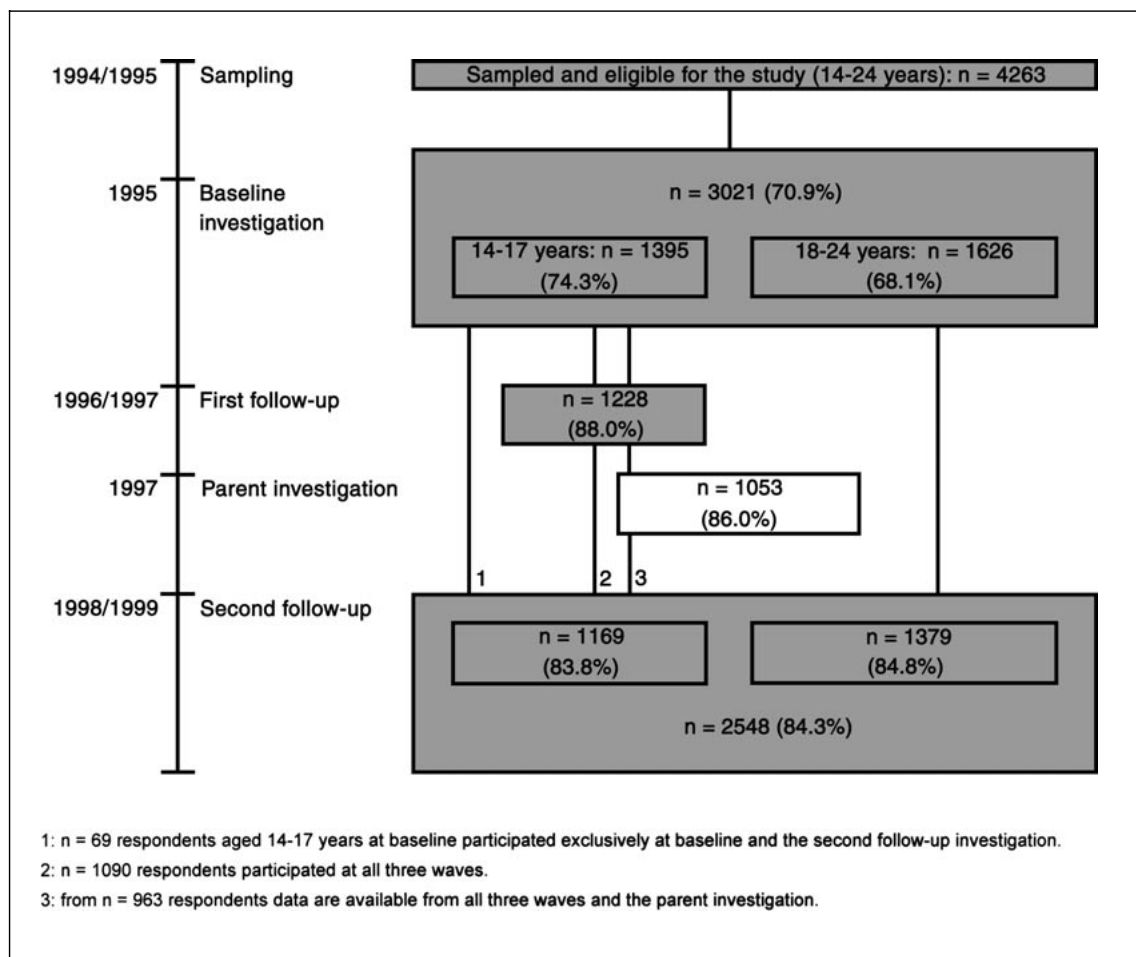 1994/1995 Sampling Sampled and eligible for the study (14-24 years): n = 4263
1995 Baseline
investigation
n = 3021 (70.9%)
14-17 years: n = 1395
(74.3%)
18-24 years: n = 1626
(68.1%)
1996/1997 First follow-up
n = 1228
(88.0%)
1997 Parent investigation
n = 1053
(86.0%)
1 2 3
1998/1999 Second follow-up
n = 1169
(83.8%)
n = 1379
(84.8%)
n = 2548 (84.3%)
1: n = 69 respondents aged 14-17 years at baseline participated exclusively at baseline and the second follow-up investigation.
2: n = 1090 respondents participated at all three waves.
3: from n = 963 respondents data are available from all three waves and the parent investigation.